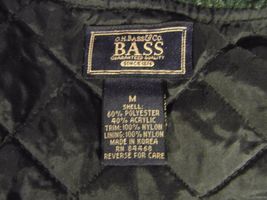 G.H. BASS & CO.
BASS
GUARANTEED QUALITY
SINCE 1876
M
SHELL:
60% POLYESTER
40% ACRYLIC
TRIM: 100% NYLON
LINING: 100% NYLON
MADE IN KOREA
RN 84468
REVERSE FOR CARE